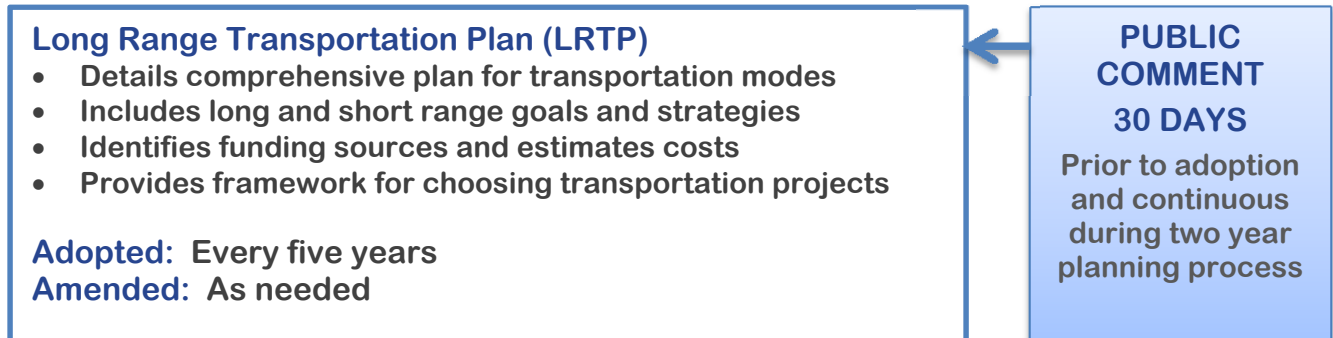 Long Range Transportation Plan (LRTP)
• Details comprehensive plan for transportation modes
• Includes long and short range goals and strategies
• Identifies funding sources and estimates costs
• Provides framework for choosing transportation projects
Adopted: Every five years
Amended: As needed
PUBLIC
COMMENT
30 DAYS
Prior to adoption
and continuous
during two year
planning process